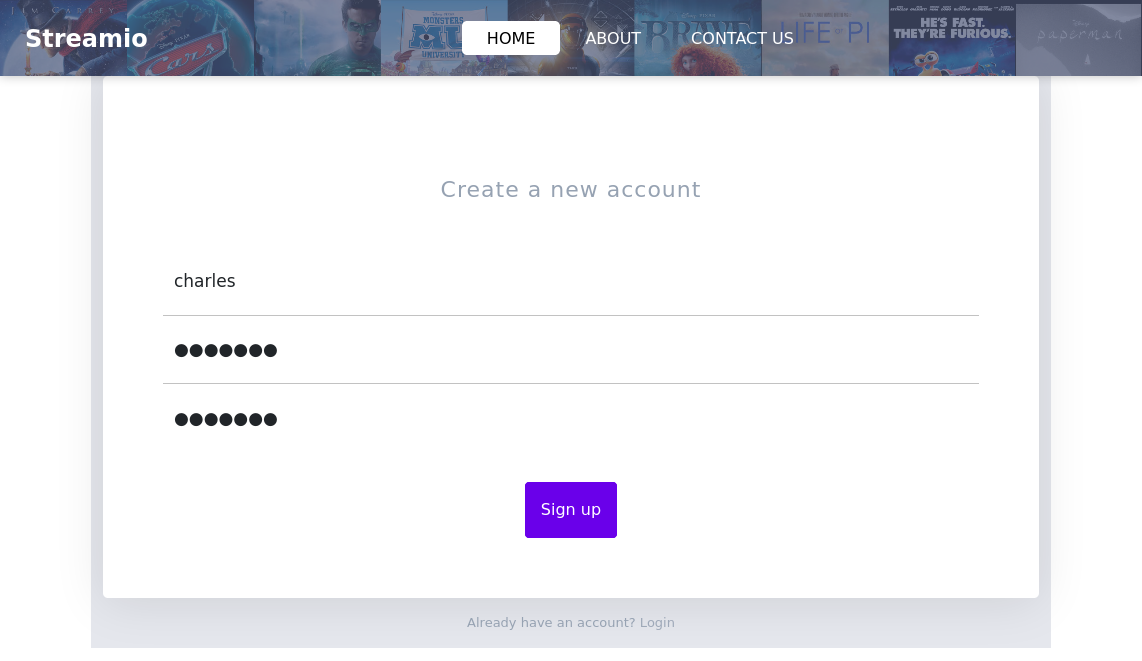 JIM CARREY
Streamio
HOME
ABOUT
CONTACT US
Cars
MONSTERS
UNIVERSITY
BRAVE
LIFE OF PI
HE'S FAST.
THEY'RE FURIOUS.
Create a new account
charles
●●●●●●●
●●●●●●●
Sign up
Already have an account? Login